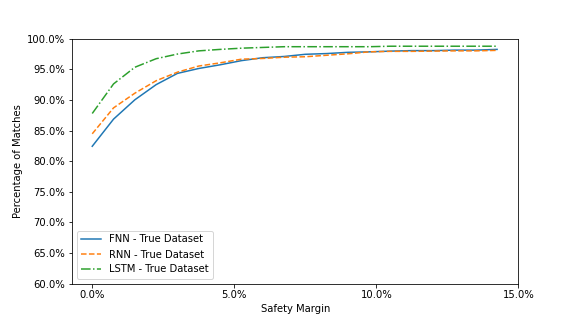 100.0%
95.0%
90.0%
85.0%
80.0%
75.0%
70.0%
65.0%
60.0%
Percentage of Matches
FNN - True Dataset
RNN - True Dataset
LSTM - True Dataset
0.0% 5.0% 10.0% 15.0%
Safety Margin